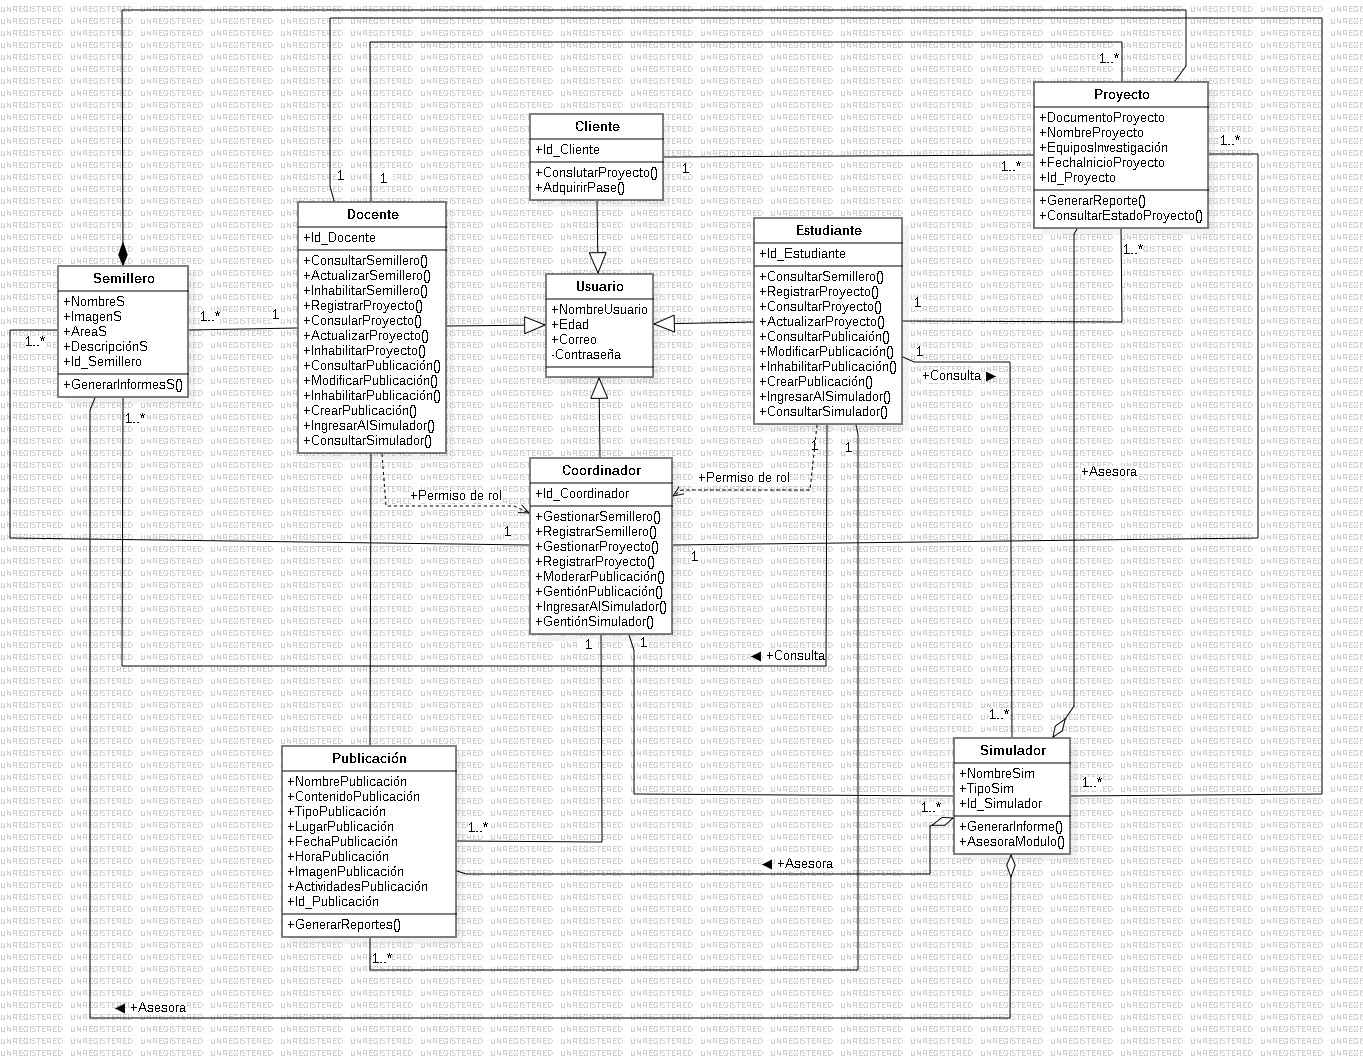 Proyecto
+DocumentoProyecto
+NombreProyecto
+EquiposInvestigación
+FechaInicioProyecto
+Id_Proyecto
+GenerarReporte()
+ConsultarEstadoProyecto()
1..*
1..*
1..*
1..*
Cliente
+Id_Cliente
+ConslutarProyecto()
+AdquirirPase()
1
1
1
Docente
+Id_Docente
+ConsultarSemillero()
+ActualizarSemillero()
+InhabilitarSemillero()
+RegistrarProyecto()
+ConsularProyecto()
+ActualizarProyecto()
+InhabilitarProyecto()
+ConsultarPublicación()
+ModificarPublicación()
+InhabilitarPublicación()
+CrearPublicación()
+IngresarAlSimulador()
+ConsultarSimulador()
Estudiante
+Id_Estudiante
+ConsultarSemillero()
+RegistrarProyecto()
+ConsultarProyecto()
+ActualizarProyecto()
+ConsultarPublicaión()
+ModificarPublicación()
+InhabilitarPublicación()
+CrearPublicación()
+IngresarAlSimulador()
+ConsultarSimulador()
1
1
+Consulta
1
1
Usuario
+NombreUsuario
+Edad
+Correo
-Contraseña
Semillero
+NombreS
+ImagenS
+AreaS
+DescripciónS
+Id_Semillero
+GenerarInformesS()
1..*
1
1..*
1..*
+Permiso de rol
+Permiso de rol
+Asesora
Coordinador
+Id_Coordinador
+GestionarSemillero()
+RegistrarSemillero()
+GestionarProyecto()
+RegistrarProyecto()
+ModerarPublicación()
+GentiónPublicación()
+IngresarAlSimulador()
+GentiónSimulador()
1
1
1
1
+Consulta
1..*
Publicación
+NombrePublicación
+ContenidoPublicación
+TipoPublicación
+LugarPublicación
+FechaPublicación
+HoraPublicación
+ImagenPublicación
+ActividadesPublicación
+Id_Publicación
+GenerarReportes()
1..*
1..*
Simulador
+NombreSim
+TipoSim
+Id_Simulador
+GenerarInforme()
+AsesoraModulo()
1..*
1..*
+Asesora
+Asesora
UNREGISTERED